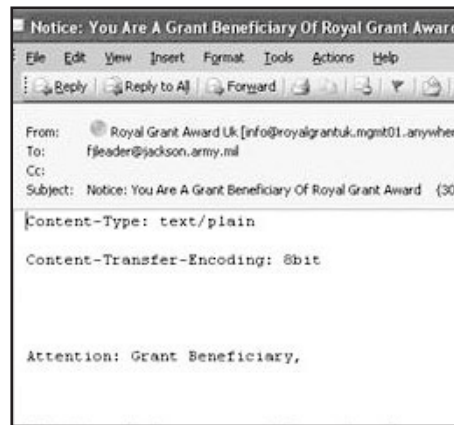 Notice: You Are A Grant Beneficiary Of Royal Grant Award
File Edit View Insert Format Tools Actions Help
Reply Reply to All Forward
From: Royal Grant Award Uk [info@royalgrantuk.mgmt01.anywher
To: fjleader@jackson.army.mil
Cc:
Subject: Notice: You Are A Grant Beneficiary Of Royal Grant Award {30
Content-Type: text/plain
Content-Transfer-Encoding: 8bit
Attention: Grant Beneficiary,